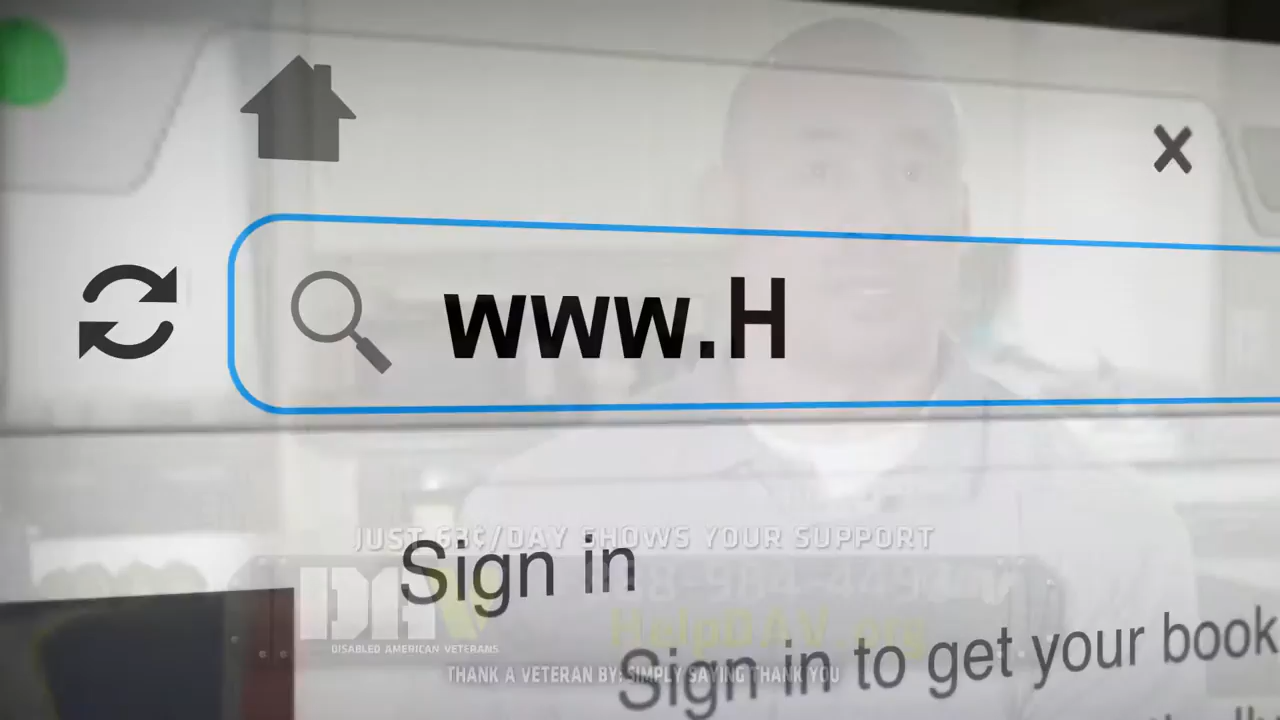 www.H
JUST 63¢/DAY SHOWS YOUR SUPPORT
Sign in
DAV
HelpDAV.org
DISABLED AMERICAN VETERANS
THANK A VETERAN BY: SIMPLY SAYING THANK YOU
Sign in to get your book